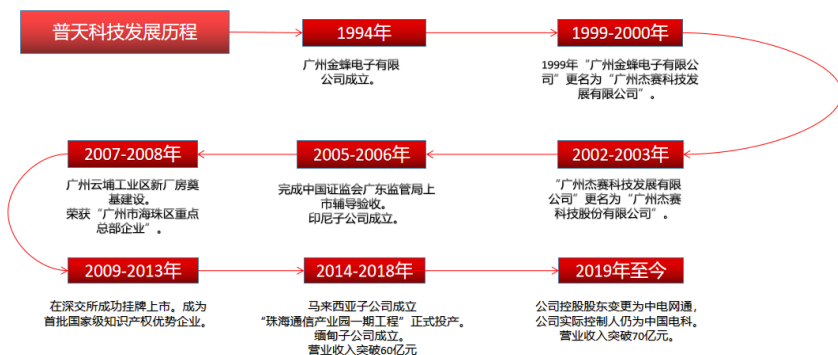 普天科技发展历程
1994年
广州金蜂电子有限
公司成立。
1999-2000年
1999年“广州金蜂电子有限公
司”更名为“广州杰赛科技发
展有限公司”。
2002-2003年
“广州杰赛科技发展有限
公司”更名为“广州杰赛
科技股份有限公司”。
2005-2006年
完成中国证监会广东监管局上
市辅导验收。
印尼子公司成立。
2007-2008年
广州云埔工业区新厂房奠
基建设。
荣获“广州市海珠区重点
总部企业”。
2009-2013年
在深交所成功挂牌上市。成为
首批国家级知识产权优势企业。
2014-2018年
马来西亚子公司成立
“珠海通信产业园一期工程”正式投产。
缅甸子公司成立。
营业收入突破60亿元
2019年至今
公司控股股东变更为中电网通，
公司实际控制人仍为中国电科。
营业收入突破70亿元。